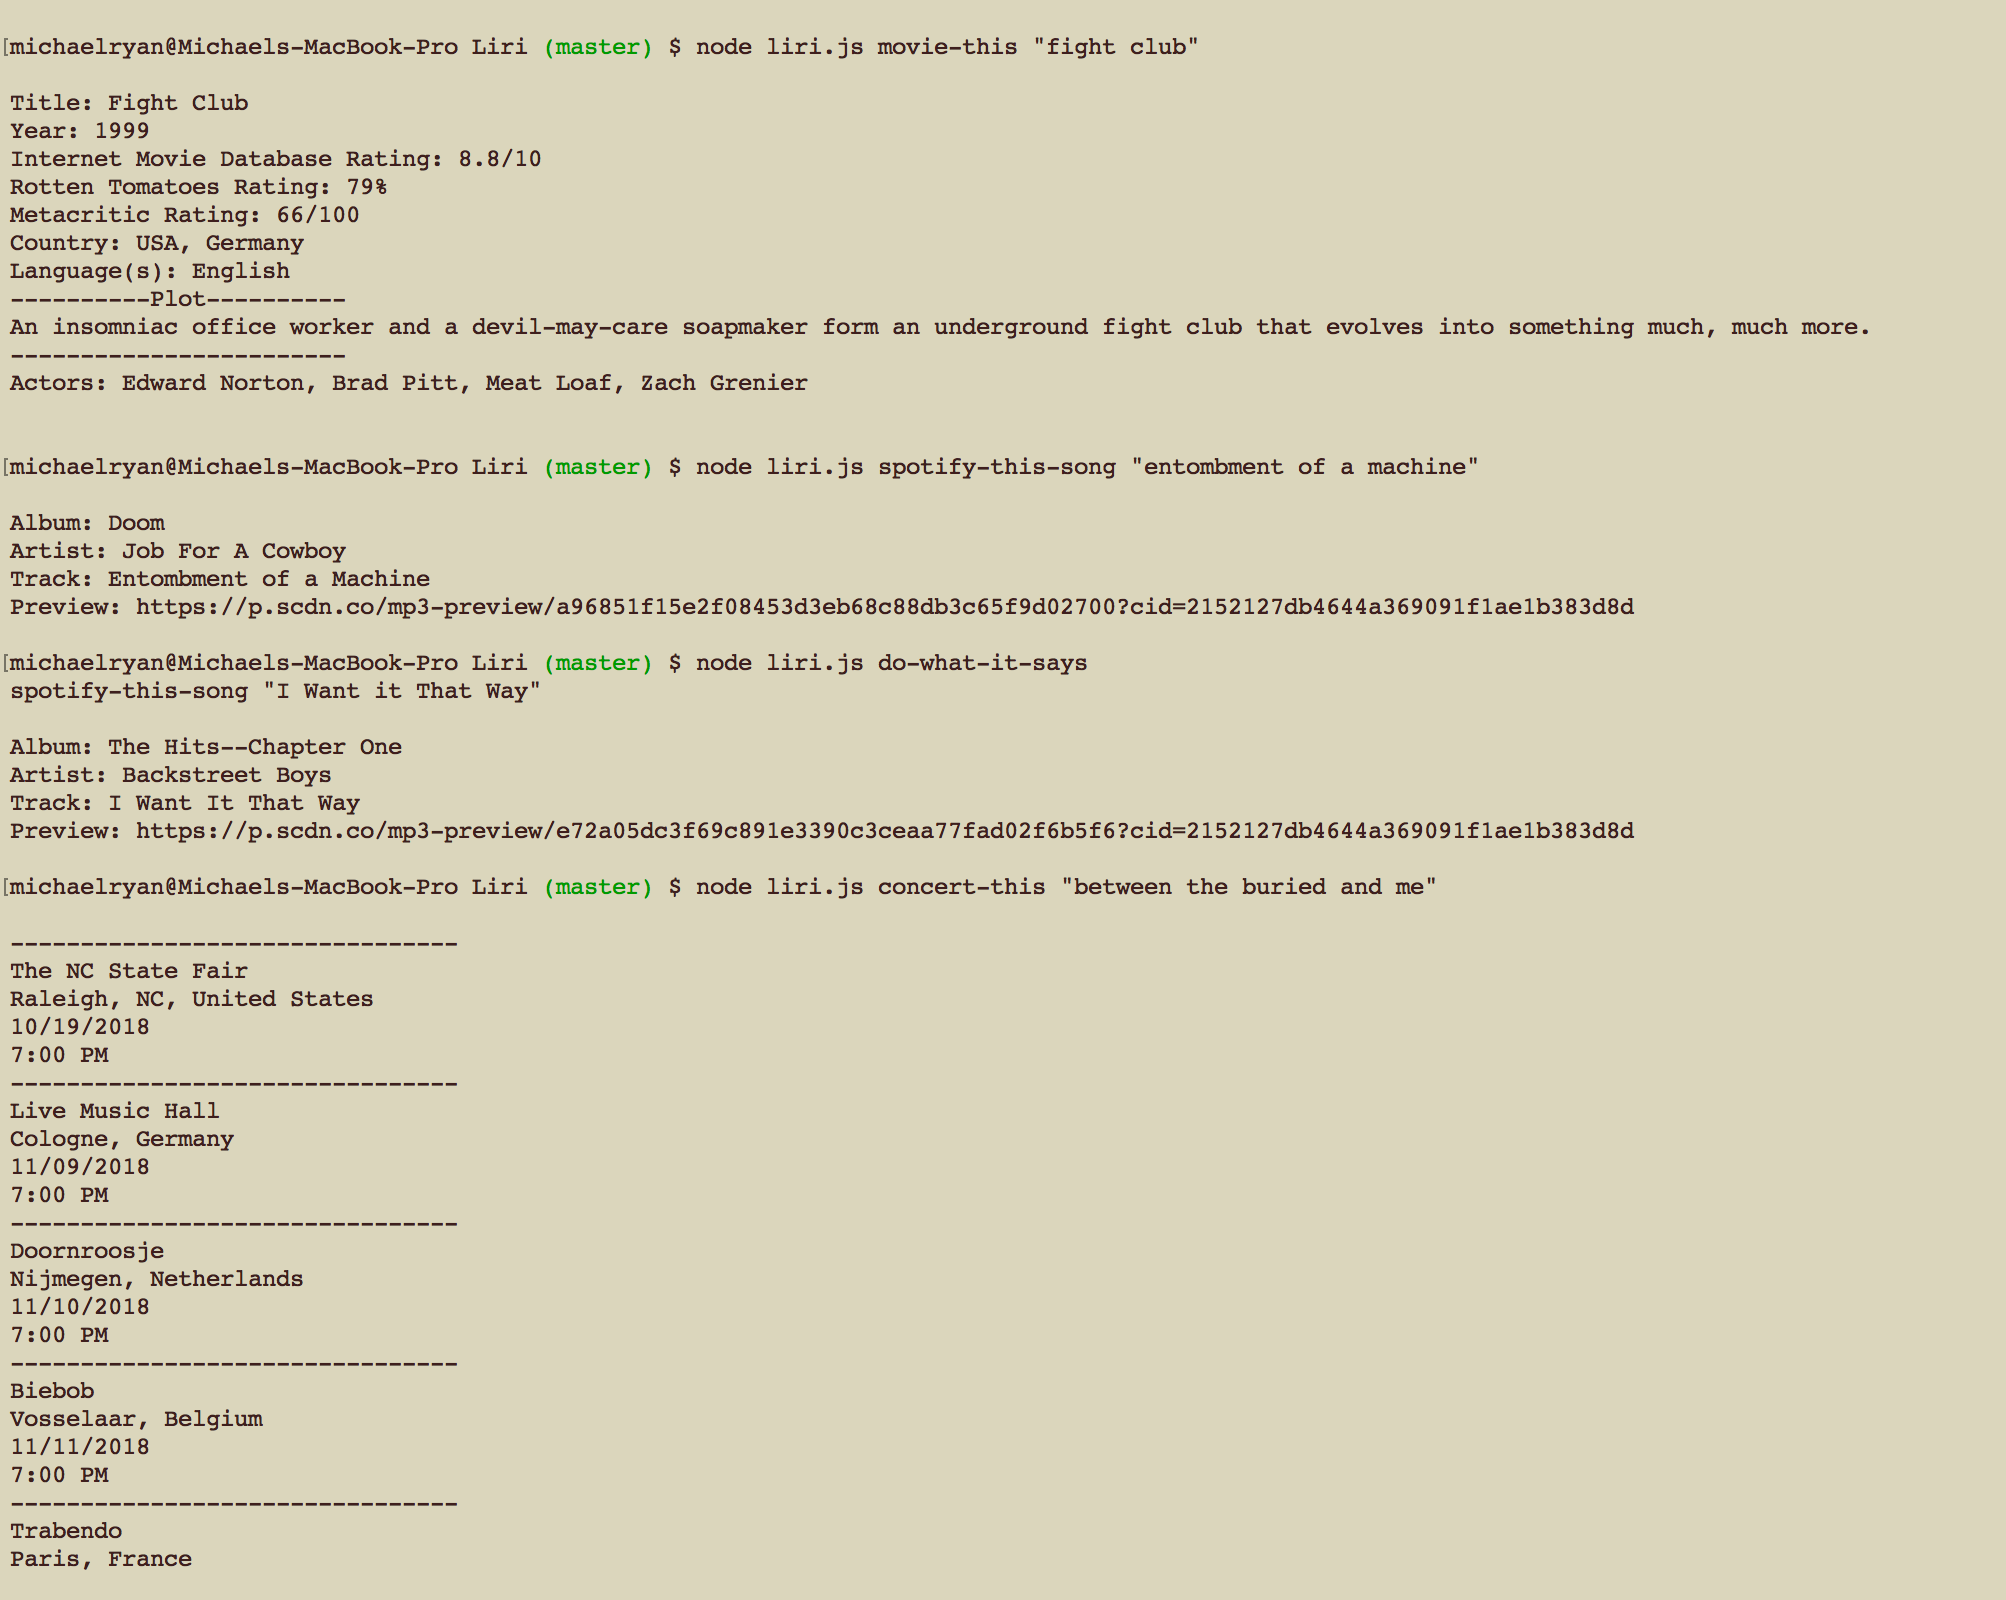 [michaelryan@Michaels-MacBook-Pro Liri (master) $ node liri.js movie-this "fight club"
Title: Fight Club
Year: 1999
Internet Movie Database Rating: 8.8/10
Rotten Tomatoes Rating: 79%
Metacritic Rating: 66/100
Country: USA, Germany
Language(s): English
----------Plot----------
An insomniac office worker and a devil-may-care soapmaker form an underground fight club that evolves into something much, much more.
------------------------
Actors: Edward Norton, Brad Pitt, Meat Loaf, Zach Grenier
[michaelryan@Michaels-MacBook-Pro Liri (master) $ node liri.js spotify-this-song "entombment of a machine"
Album: Doom
Artist: Job For A Cowboy
Track: Entombment of a Machine
Preview: https://p.scdn.co/mp3-preview/a96851f15e2f08453d3eb68c88db3c65f9d02700?cid=2152127db4644a369091f1ae1b383d8d
[michaelryan@Michaels-MacBook-Pro Liri (master) $ node liri.js do-what-it-says
spotify-this-song "I Want it That Way"
Album: The Hits--Chapter One
Artist: Backstreet Boys
Track: I Want It That Way
Preview: https://p.scdn.co/mp3-preview/e72a05dc3f69c891e3390c3ceaa77fad02f6b5f6?cid=2152127db4644a369091f1ae1b383d8d
[michaelryan@Michaels-MacBook-Pro Liri (master) $ node liri.js concert-this "between the buried and me"
--------------------------------
The NC State Fair
Raleigh, NC, United States
10/19/2018
7:00 PM
--------------------------------
Live Music Hall
Cologne, Germany
11/09/2018
7:00 PM
--------------------------------
Doornroosje
Nijmegen, Netherlands
11/10/2018
7:00 PM
--------------------------------
Biebob
Vosselaar, Belgium
11/11/2018
7:00 PM
--------------------------------
Trabendo
Paris, France